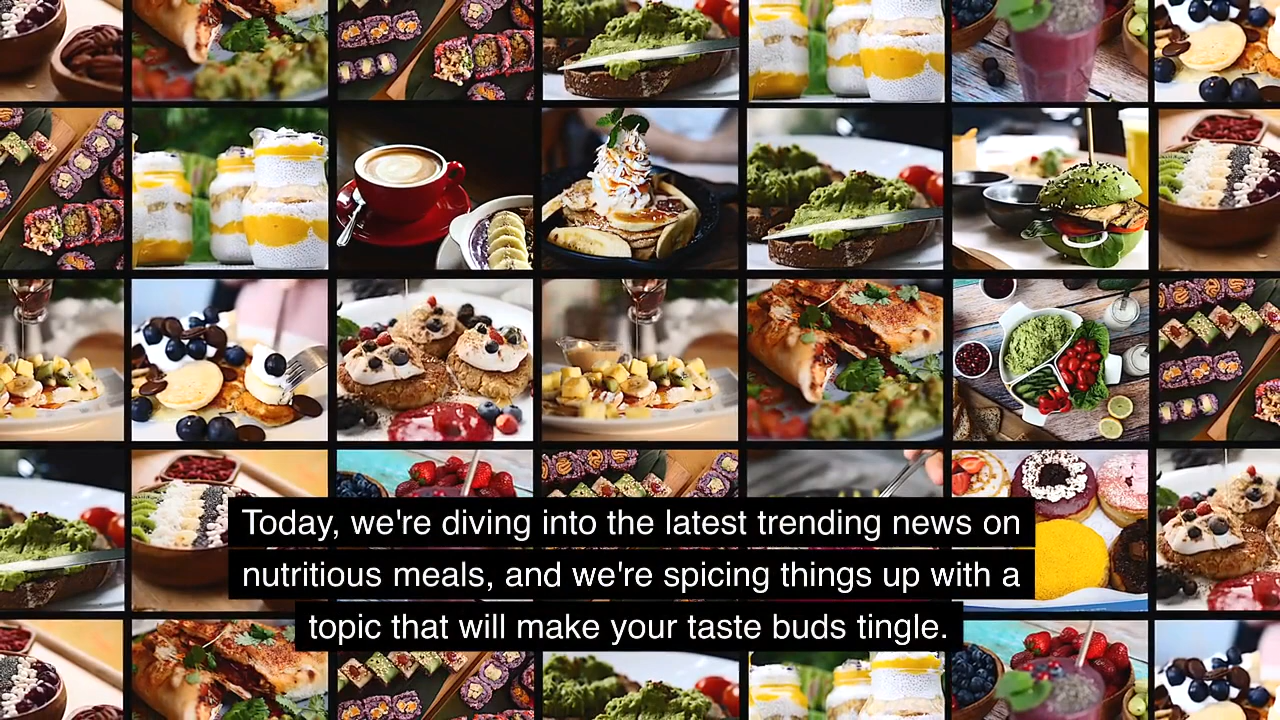 Today, we're diving into the latest trending news on
nutritious meals, and we're spicing things up with a
topic that will make your taste buds tingle.